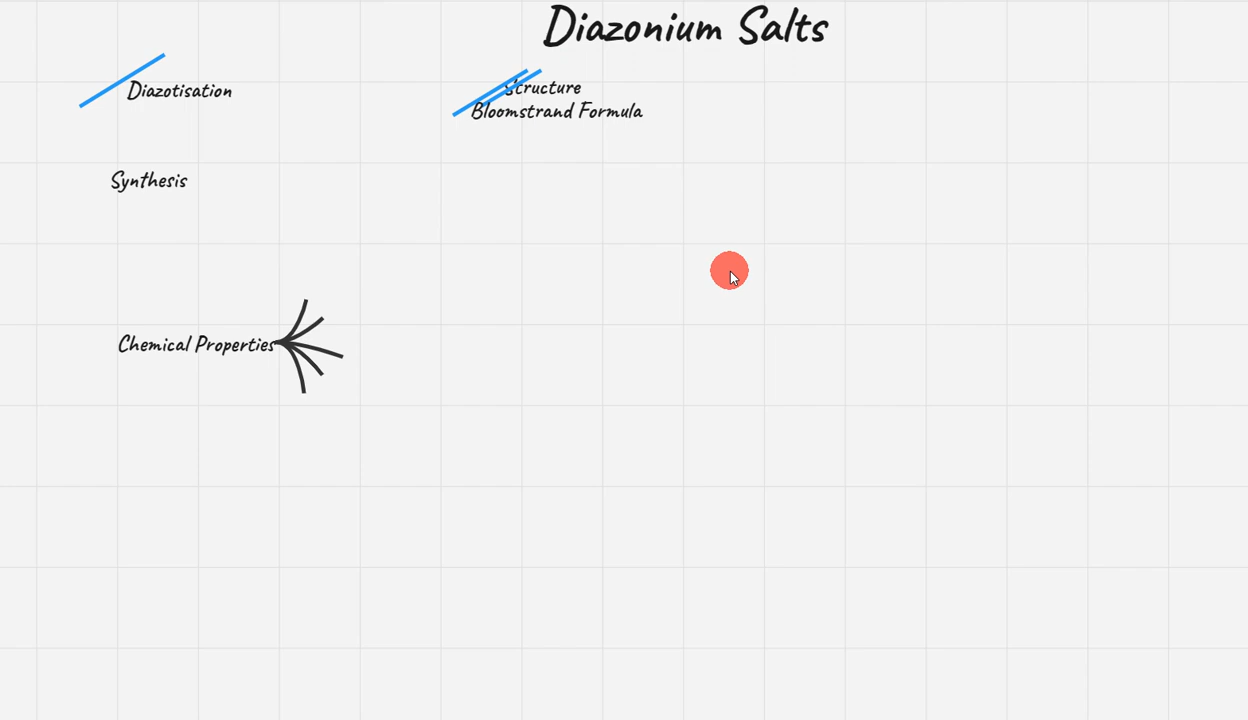 Diazonium Salts
Diazotisation
Structure
Bloomstrand Formula
Synthesis
Chemical Properties